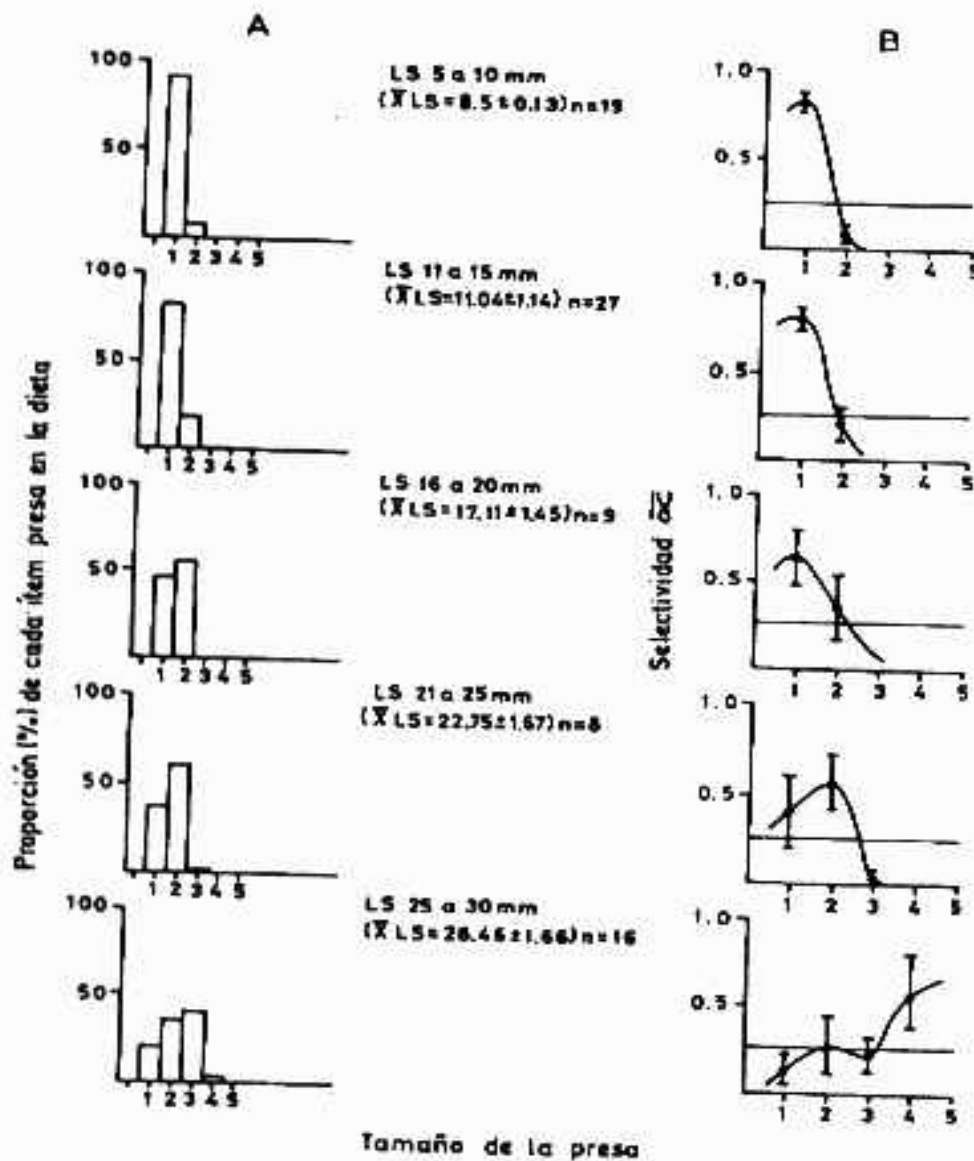 A
B
100
50
1 2 3 4 5
LS 5 a 10 mm
(X̅ LS=8.5±0.13) n=19
1.0
0.5
1 2 3 4 5
100
50
1 2 3 4 5
LS 11 a 15 mm
(X̅ LS=11.04±1.14) n=27
1.0
0.5
1 2 3 4 5
100
50
1 2 3 4 5
LS 16 a 20 mm
(X̅ LS=17.11±1.45) n=9
1.0
0.5
1 2 3 4 5
100
50
1 2 3 4 5
LS 21 a 25 mm
(X̅ LS=22.75±1.67) n=8
1.0
0.5
1 2 3 4 5
100
50
1 2 3 4 5
LS 25 a 30 mm
(X̅ LS=28.46±1.66) n=16
1.0
0.5
1 2 3 4 5
Proporción (%) de cada ítem presa en la dieta
Selectividad
Tamaño de la presa